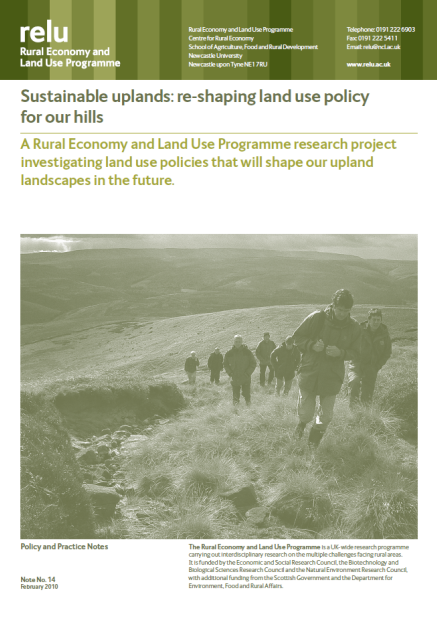 relu
Rural Economy and
Land Use Programme
Rural Economy and Land Use Programme
Centre for Rural Economy
School of Agriculture, Food and Rural Development
Newcastle University
Newcastle upon Tyne NE1 7RU
Telephone: 0191 222 6903
Fax: 0191 222 5411
Email: relu@ncl.ac.uk
www.relu.ac.uk
Sustainable uplands: re-shaping land use policy
for our hills
A Rural Economy and Land Use Programme research project
investigating land use policies that will shape our upland
landscapes in the future.
Policy and Practice Notes
Note No. 14
February 2010
The Rural Economy and Land Use Programme is a UK-wide research programme
carrying out interdisciplinary research on the multiple challenges facing rural areas.
It is funded by the Economic and Social Research Council, the Biotechnology and
Biological Sciences Research Council and the Natural Environment Research Council,
with additional funding from the Scottish Government and the Department for
Environment, Food and Rural Affairs.